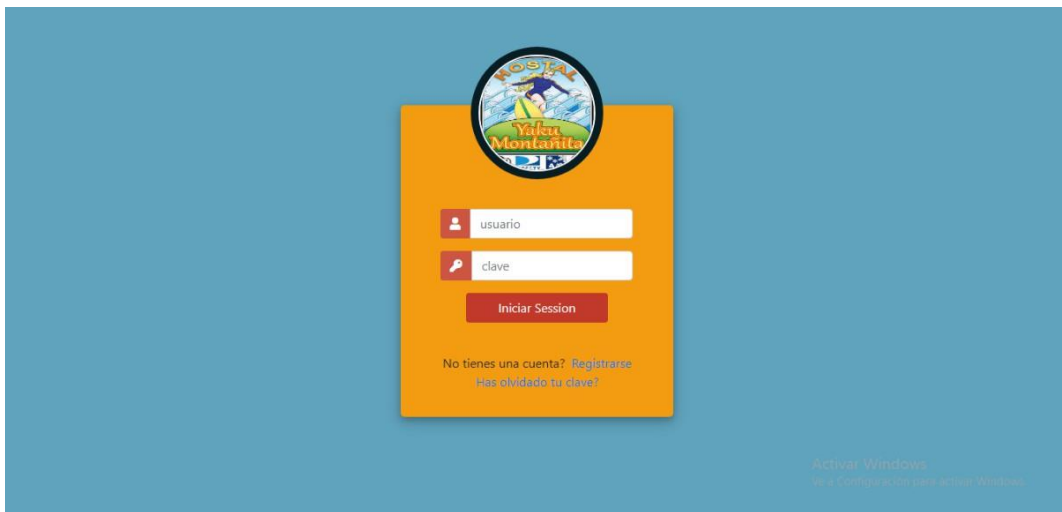 HOSTAL
Yaku
Montañita
usuario
clave
Iniciar Session
No tienes una cuenta? Registrarse
Has olvidado tu clave?
Activar Windows
Ve a Configuración para activar Windows.